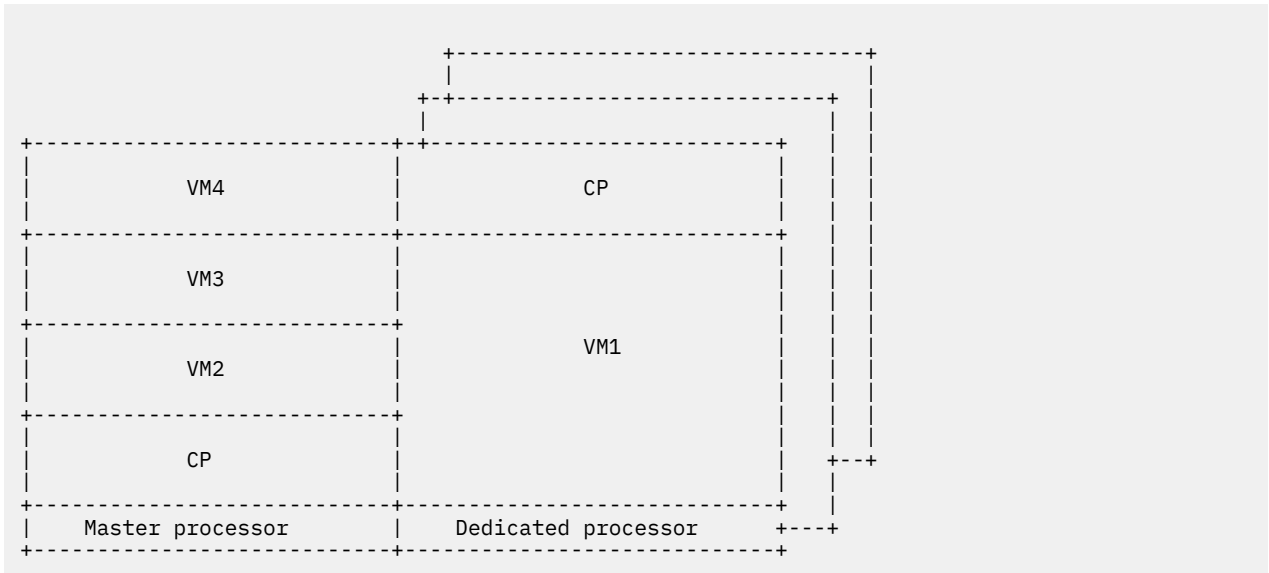 VM4 CP
VM3
VM1
VM2
CP
Master processor Dedicated processor